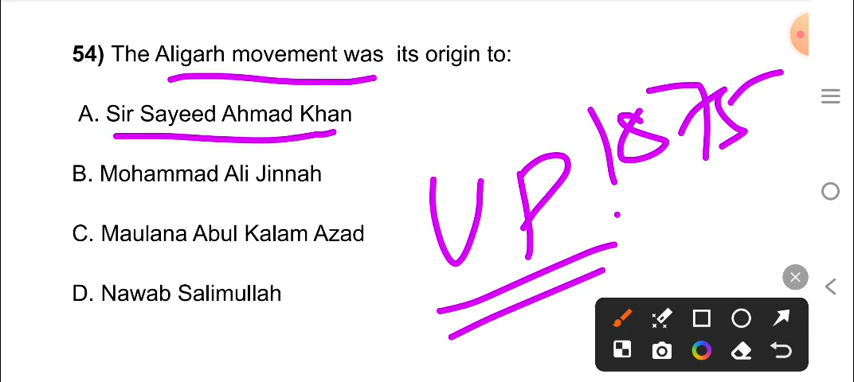 54) The Aligarh movement was its origin to:
A. Sir Sayeed Ahmad Khan
B. Mohammad Ali Jinnah
C. Maulana Abul Kalam Azad
D. Nawab Salimullah
UP 1875